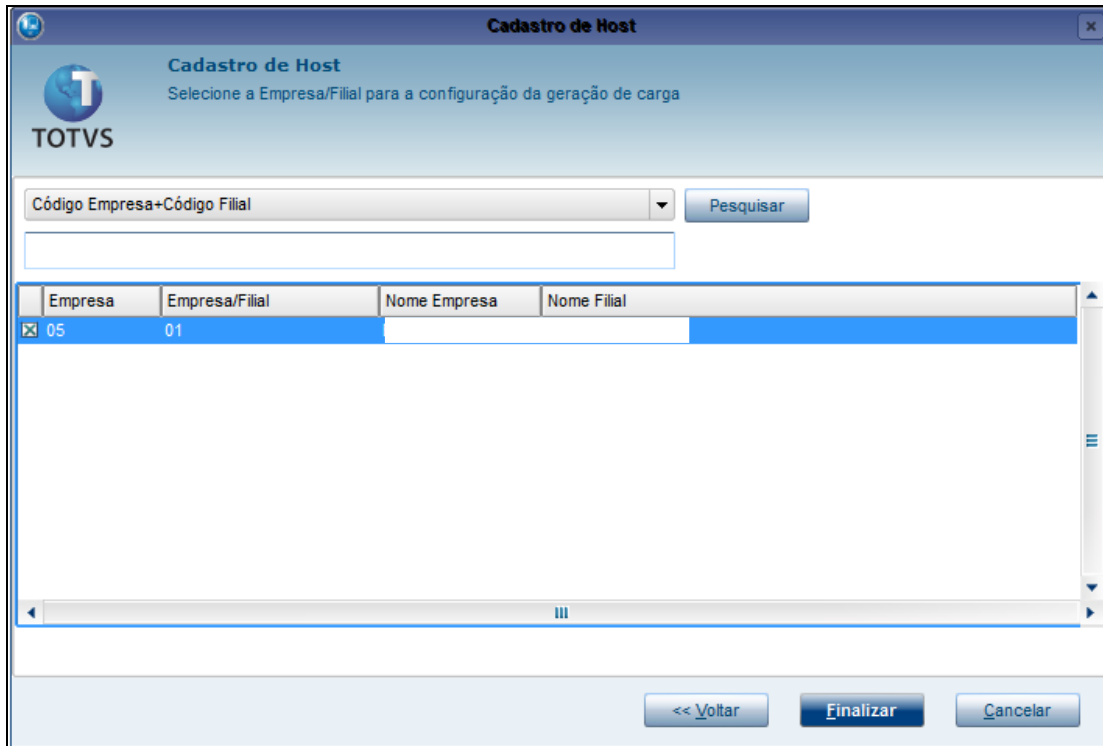 Cadastro de Host
Cadastro de Host
Selecione a Empresa/Filial para a configuração da geração de carga
TOTVS
Código Empresa+Código Filial
Pesquisar
Empresa Empresa/Filial Nome Empresa Nome Filial
05 01
<< Voltar Finalizar Cancelar